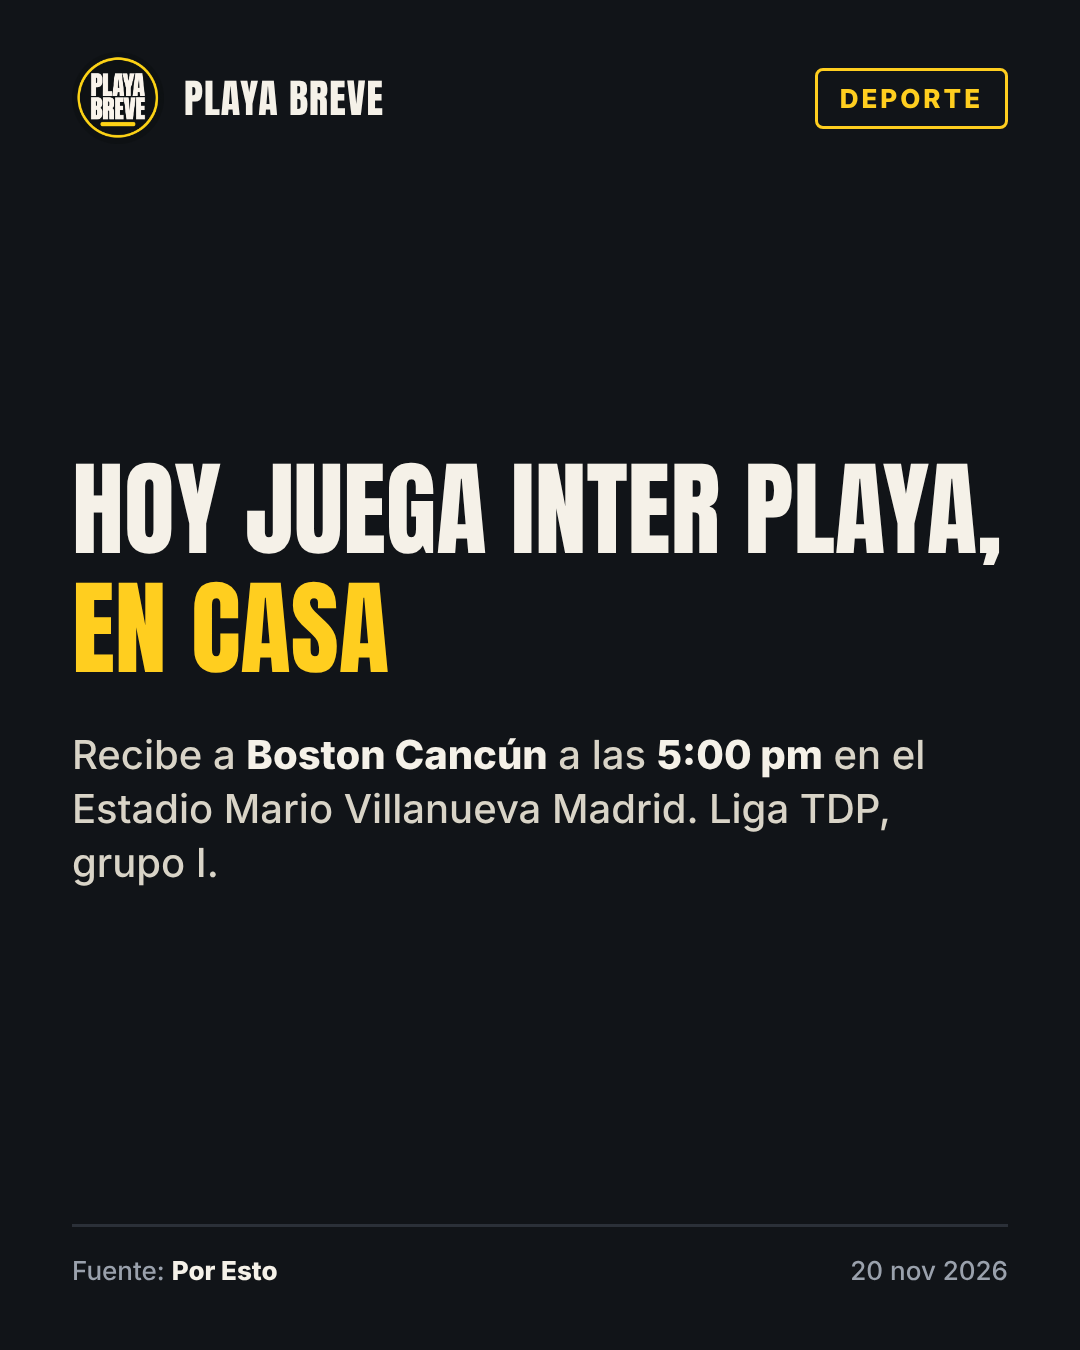 PLAYA
BREVE
PLAYA BREVE
DEPORTE
HOY JUEGA INTER PLAYA,
EN CASA
Recibe a Boston Cancún a las 5:00 pm en el
Estadio Mario Villanueva Madrid. Liga TDP,
grupo I.
Fuente: Por Esto
20 nov 2026